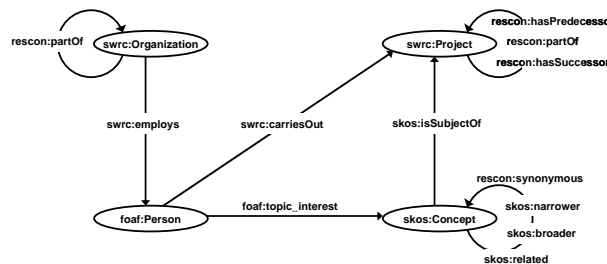 rescon:hasPredecessor
rescon:partOf
swrc:Organization
swrc:Project
rescon:partOf
rescon:hasSuccessor
swrc:employs
swrc:carriesOut
skos:isSubjectOf
rescon:synonymous
foaf:topic_interest
skos:narrower
foaf:Person
skos:Concept
skos:broader
skos:related